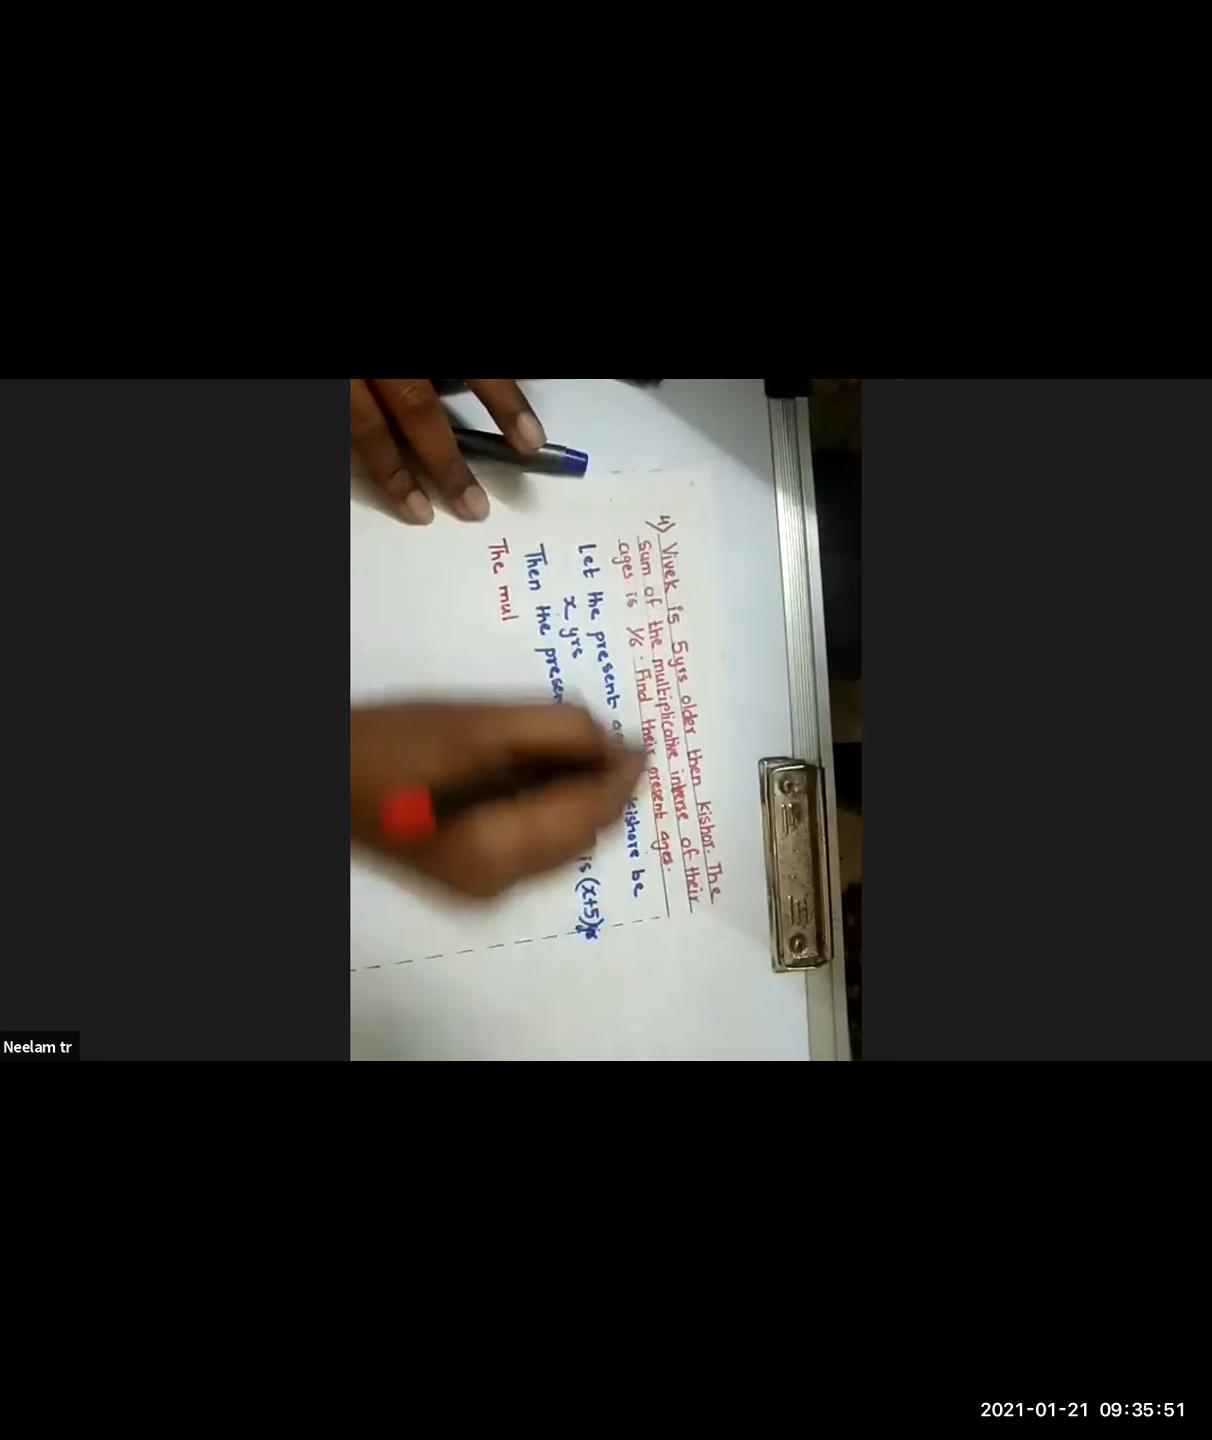 4) Vivek is 5yrs older then kishor. The
sum of the multiplicative inverse of their
ages is 1/6. Find their present ages.
Let the present kishore be
x yrs
Then the is (x+5)yrs
The mul
Neelam tr
2021-01-21 09:35:51